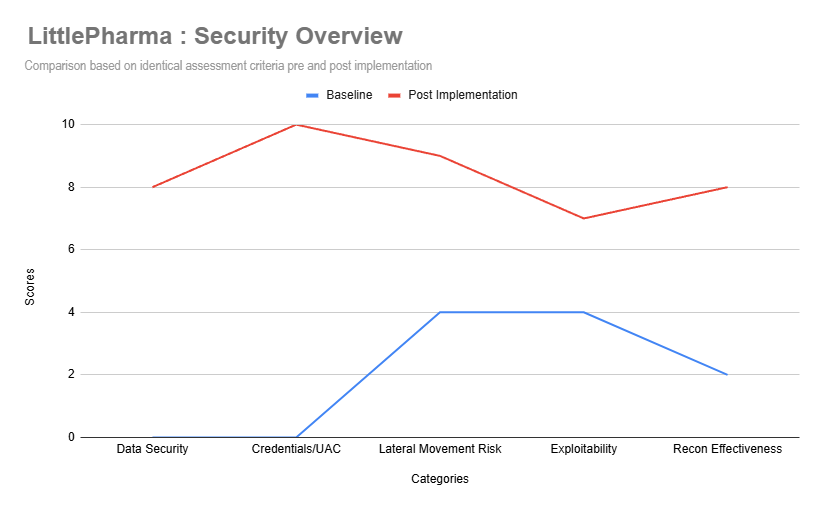 LittlePharma : Security Overview
Comparison based on identical assessment criteria pre and post implementation
Baseline Post Implementation
10
8
6
4
2
0
Scores
Data Security Credentials/UAC Lateral Movement Risk Exploitability Recon Effectiveness
Categories